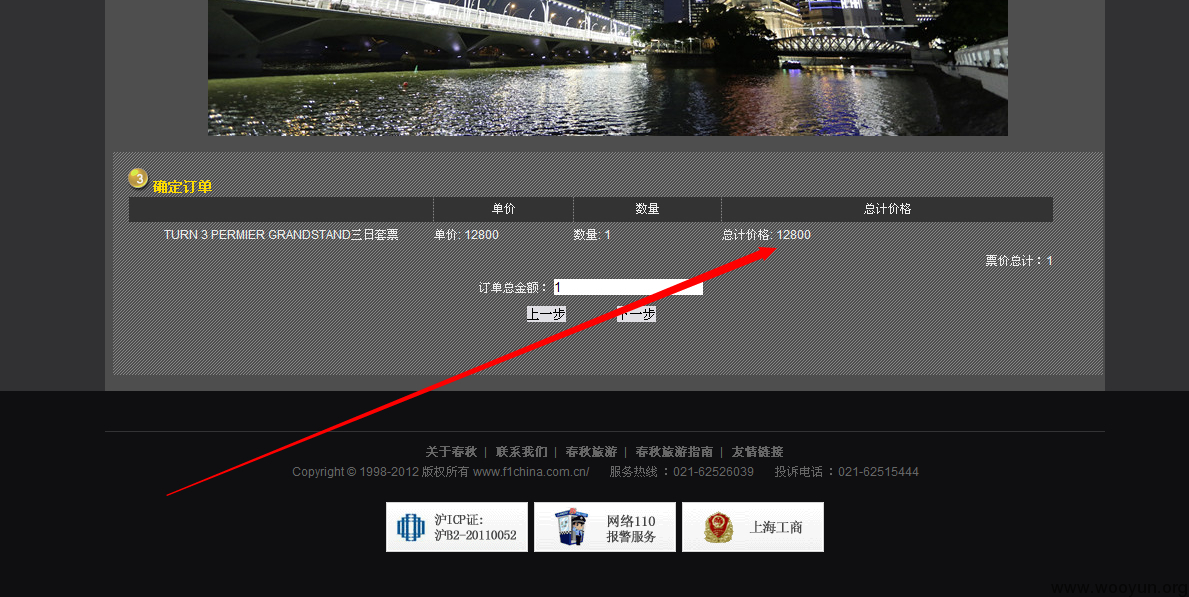 3 确定订单
单价 数量 总计价格
TURN 3 PERMIER GRANDSTAND三日套票 单价: 12800 数量: 1 总计价格: 12800
票价总计：1
订单总金额： 1
上一步 下一步
关于春秋 | 联系我们 | 春秋旅游 | 春秋旅游指南 | 友情链接
Copyright © 1998-2012 版权所有 www.f1china.com.cn/ 服务热线：021-62526039 投诉电话：021-62515444
沪ICP证:
沪B2-20110052
网络110
报警服务
上海工商
www.wooyun.org